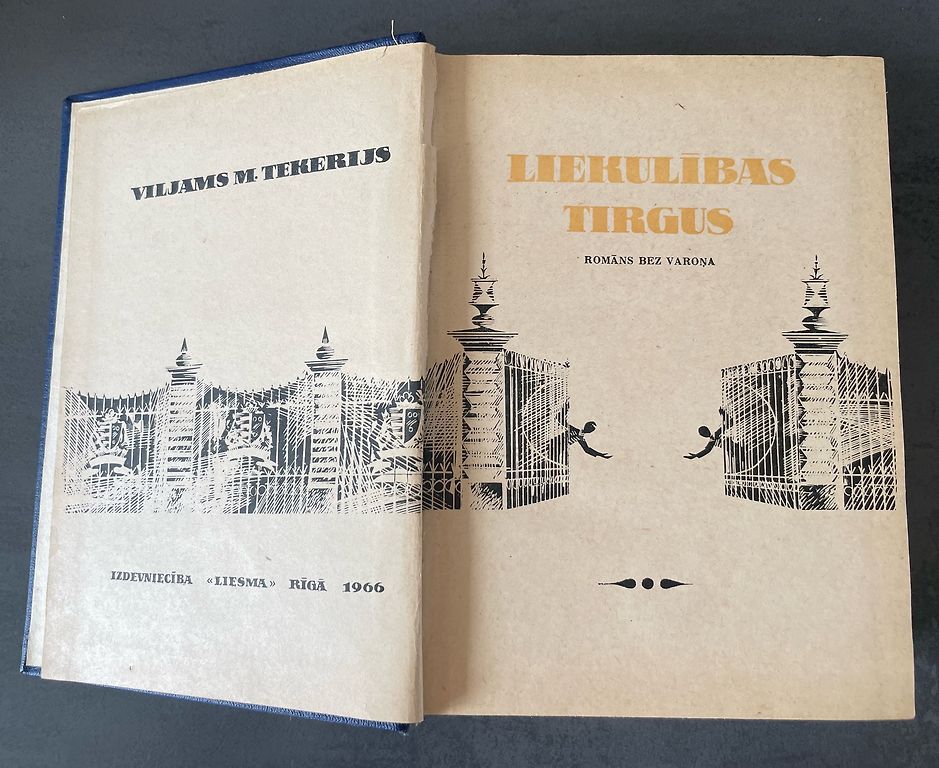 VILJAMS M. TEKERIJS
IZDEVNIECĪBA «LIESMA» RĪGĀ 1966
LIEKULĪBAS
TIRGUS
ROMĀNS BEZ VAROŅA